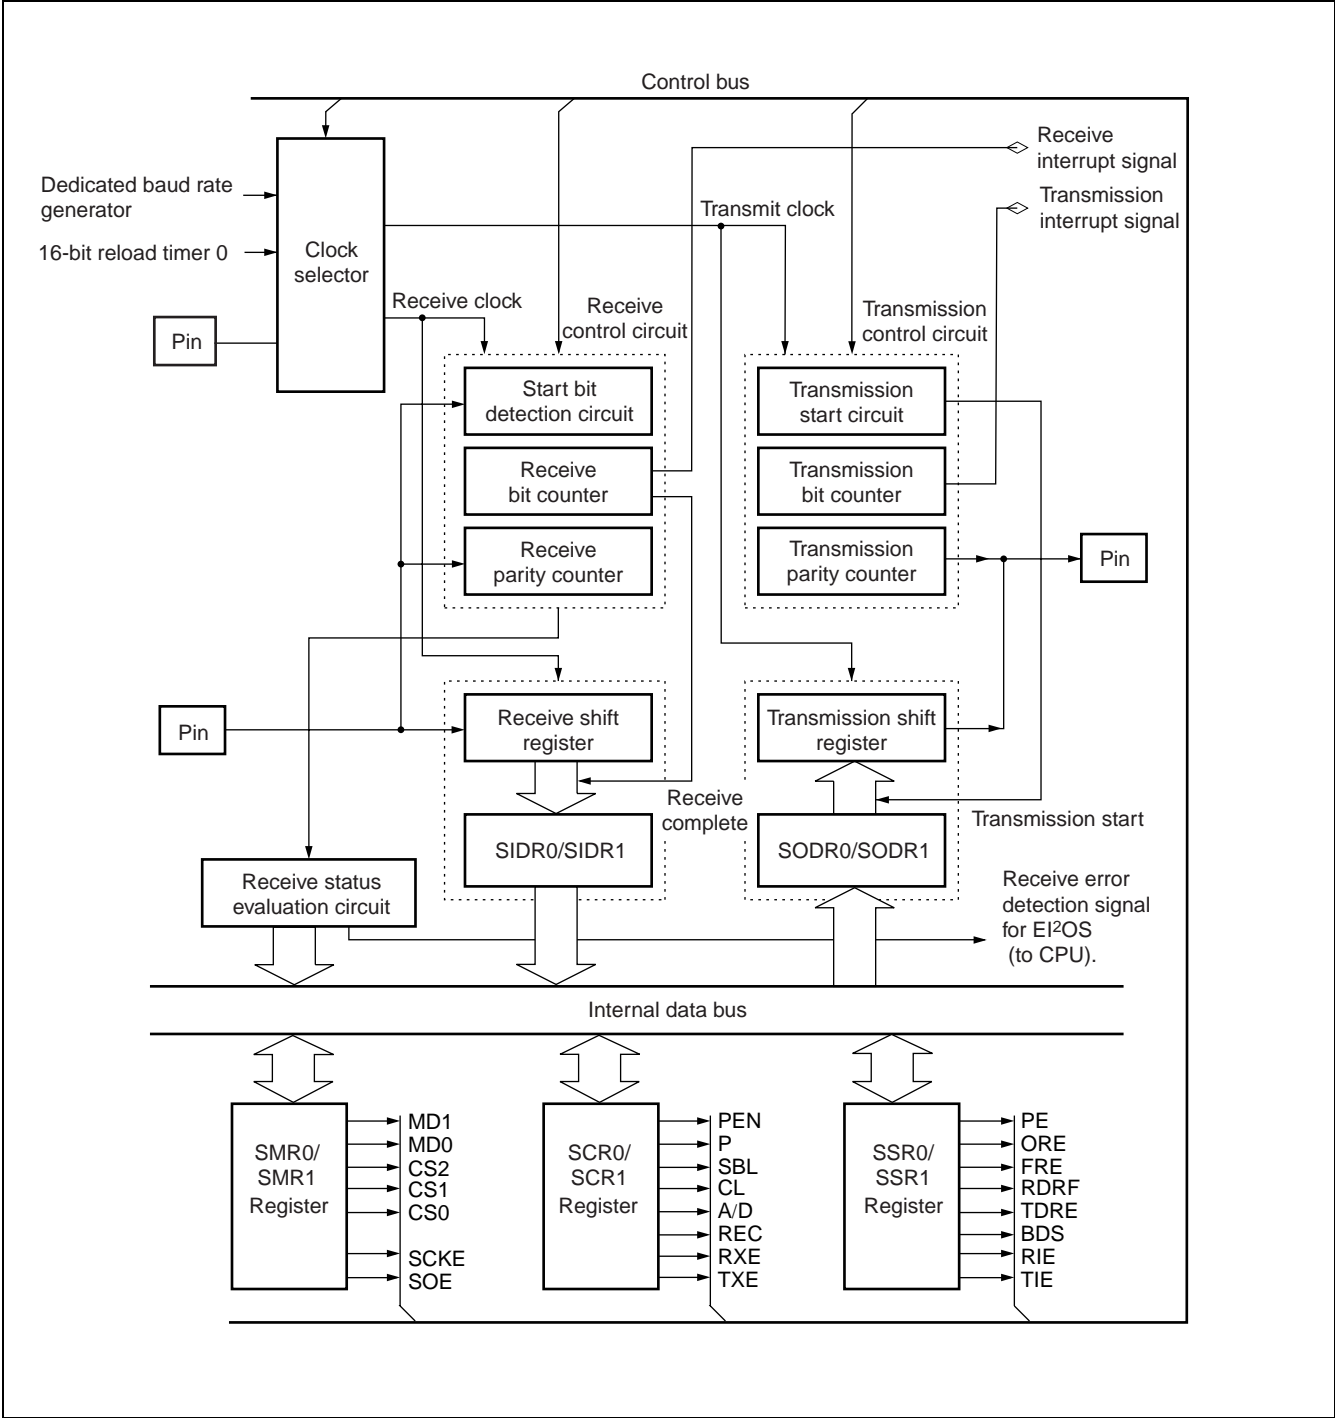 Control bus
Receive
interrupt signal
Transmission
interrupt signal
Dedicated baud rate
generator
16-bit reload timer 0
Pin
Clock
selector
Transmit clock
Receive clock
Receive
control circuit
Transmission
control circuit
Start bit
detection circuit
Receive
bit counter
Receive
parity counter
Transmission
start circuit
Transmission
bit counter
Transmission
parity counter
Pin
Pin
Receive shift
register
Transmission shift
register
Receive
complete
Transmission start
SIDR0/SIDR1
SODR0/SODR1
Receive status
evaluation circuit
Receive error
detection signal
for EI²OS
(to CPU).
Internal data bus
SMR0/
SMR1
Register
MD1
MD0
CS2
CS1
CS0
SCKE
SOE
SCR0/
SCR1
Register
PEN
P
SBL
CL
A/D
REC
RXE
TXE
SSR0/
SSR1
Register
PE
ORE
FRE
RDRF
TDRE
BDS
RIE
TIE